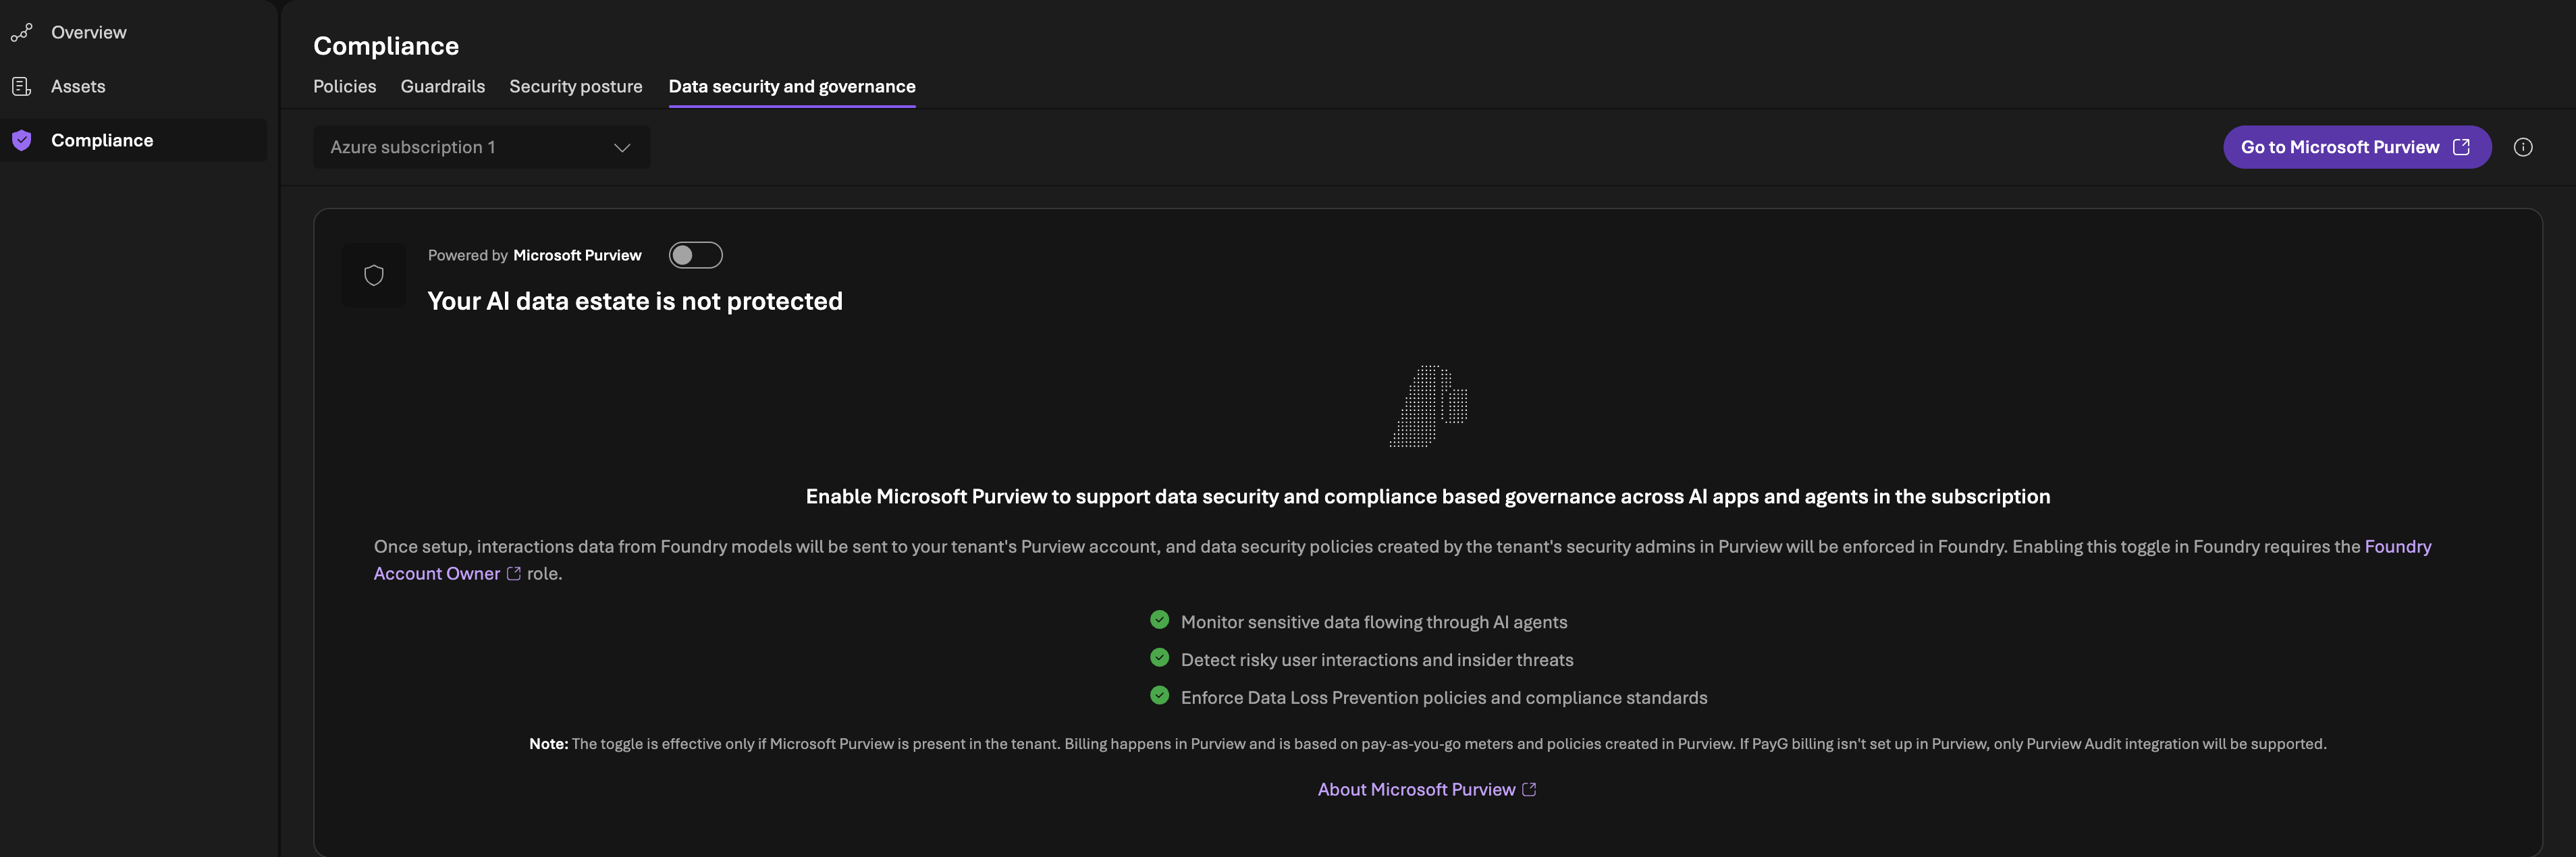 Overview
Assets
Compliance
Compliance
Policies
Guardrails
Security posture
Data security and governance
Azure subscription 1
Go to Microsoft Purview
Powered by Microsoft Purview
Your AI data estate is not protected
Enable Microsoft Purview to support data security and compliance based governance across AI apps and agents in the subscription
Once setup, interactions data from Foundry models will be sent to your tenant's Purview account, and data security policies created by the tenant's security admins in Purview will be enforced in Foundry. Enabling this toggle in Foundry requires the Foundry
Account Owner role.
Monitor sensitive data flowing through AI agents
Detect risky user interactions and insider threats
Enforce Data Loss Prevention policies and compliance standards
Note: The toggle is effective only if Microsoft Purview is present in the tenant. Billing happens in Purview and is based on pay-as-you-go meters and policies created in Purview. If PayG billing isn't set up in Purview, only Purview Audit integration will be supported.
About Microsoft Purview